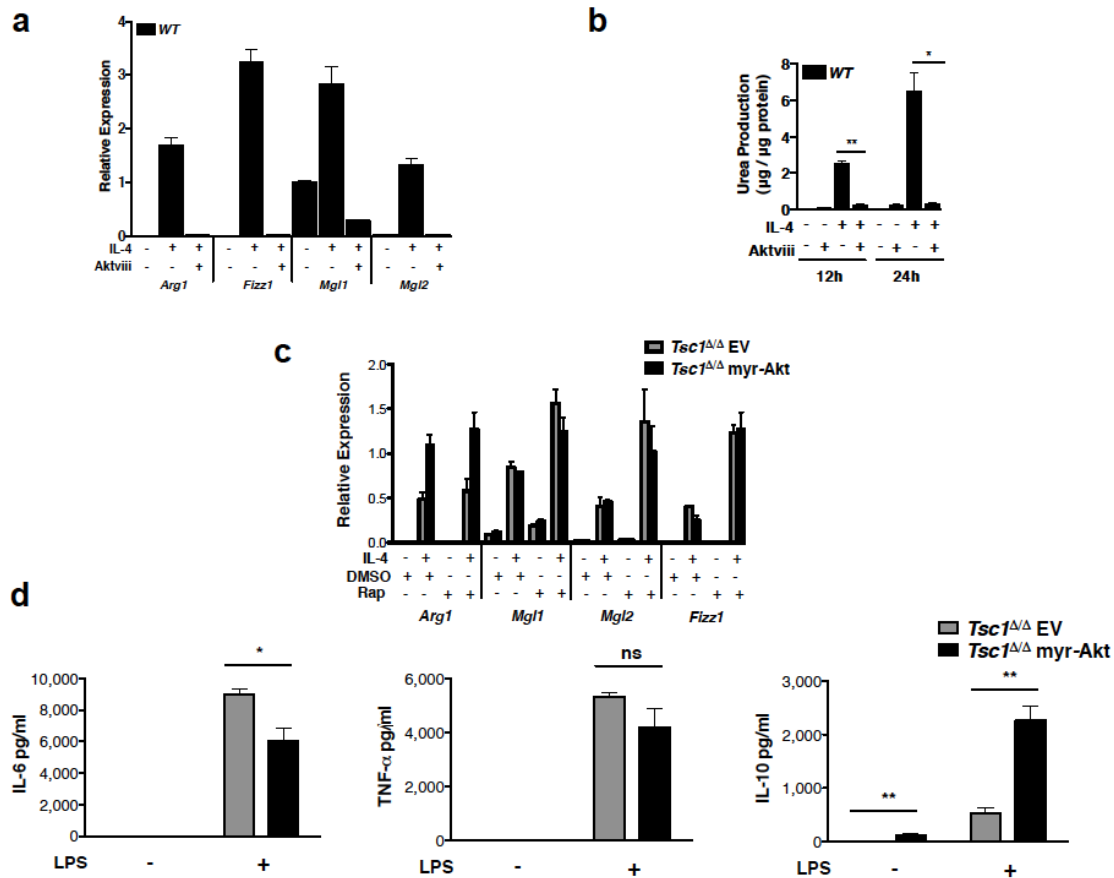 a
WT
Relative Expression
4
3
2
1
0
IL-4 - + + - + + - + + - + +
Aktviii - - + - - + - - + - - +
Arg1 Fizz1 Mgl1 Mgl2
b
WT
Urea Production
(µg / µg protein)
8
6
4
2
0
**
*
IL-4 - - + + - - + +
Aktviii - + - + - + - +
12h 24h
c
Tsc1Δ/Δ EV
Tsc1Δ/Δ myr-Akt
Relative Expression
2.0
1.5
1.0
0.5
0.0
IL-4 - + - + - + - + - + - + - + - +
DMSO + + - - + + - - + + - - + + - -
Rap - - + + - - + + - - + + - - + +
Arg1 Mgl1 Mgl2 Fizz1
d
Tsc1Δ/Δ EV
Tsc1Δ/Δ myr-Akt
IL-6 pg/ml
10,000
8,000
6,000
4,000
2,000
0
*
LPS - +
TNF-α pg/ml
6,000
4,000
2,000
0
ns
LPS - +
IL-10 pg/ml
3,000
2,000
1,000
0
**
**
LPS - +